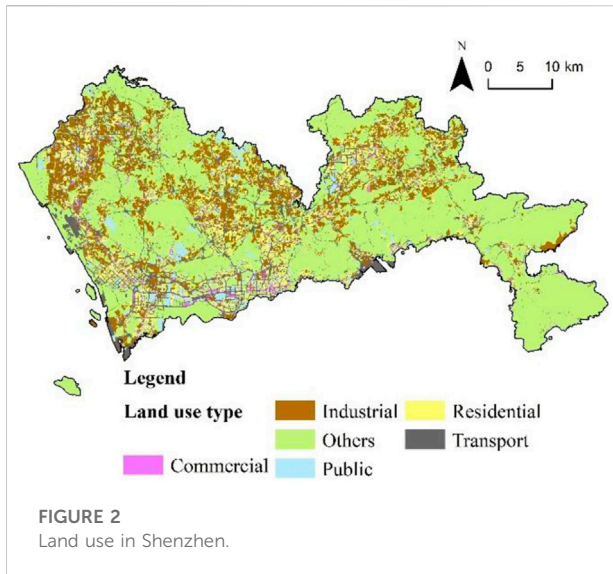 N
0 5 10 km
Legend
Land use type
Industrial
Residential
Others
Transport
Commercial
Public
FIGURE 2
Land use in Shenzhen.